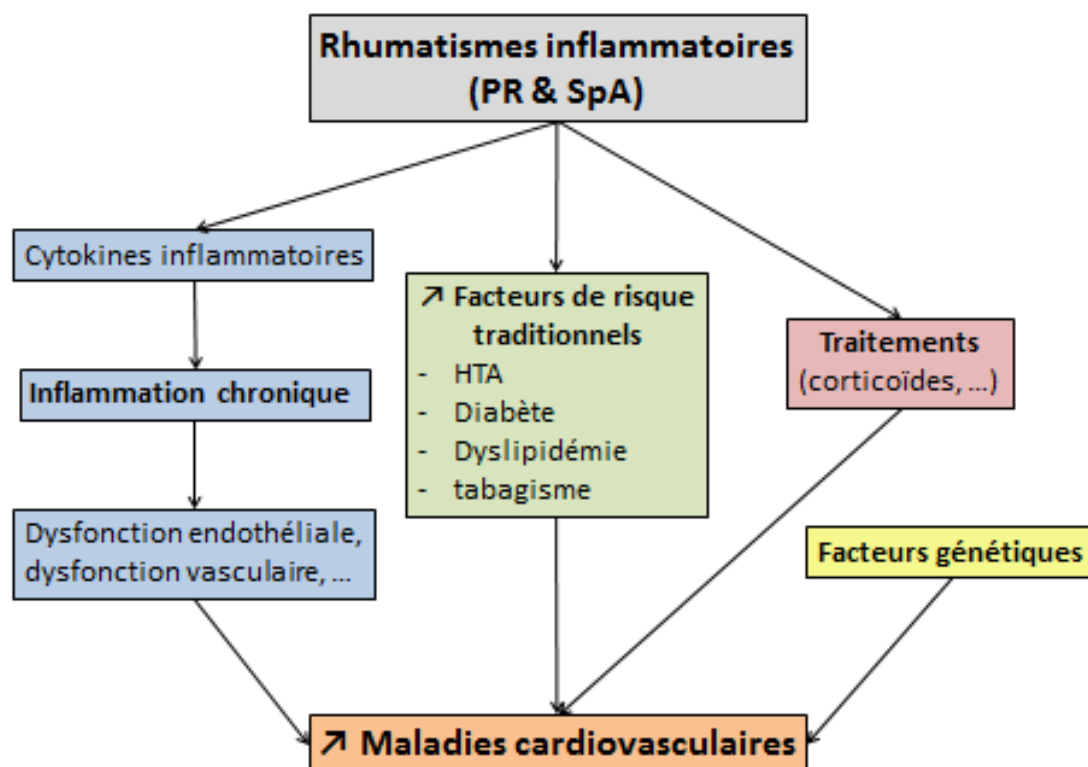 Rhumatismes inflammatoires
(PR & SpA)
Cytokines inflammatoires
Inflammation chronique
Dysfonction endothéliale,
dysfonction vasculaire, ...
↗ Facteurs de risque
traditionnels
- HTA
- Diabète
- Dyslipidémie
- tabagisme
Traitements
(corticoïdes, ...)
Facteurs génétiques
↗ Maladies cardiovasculaires